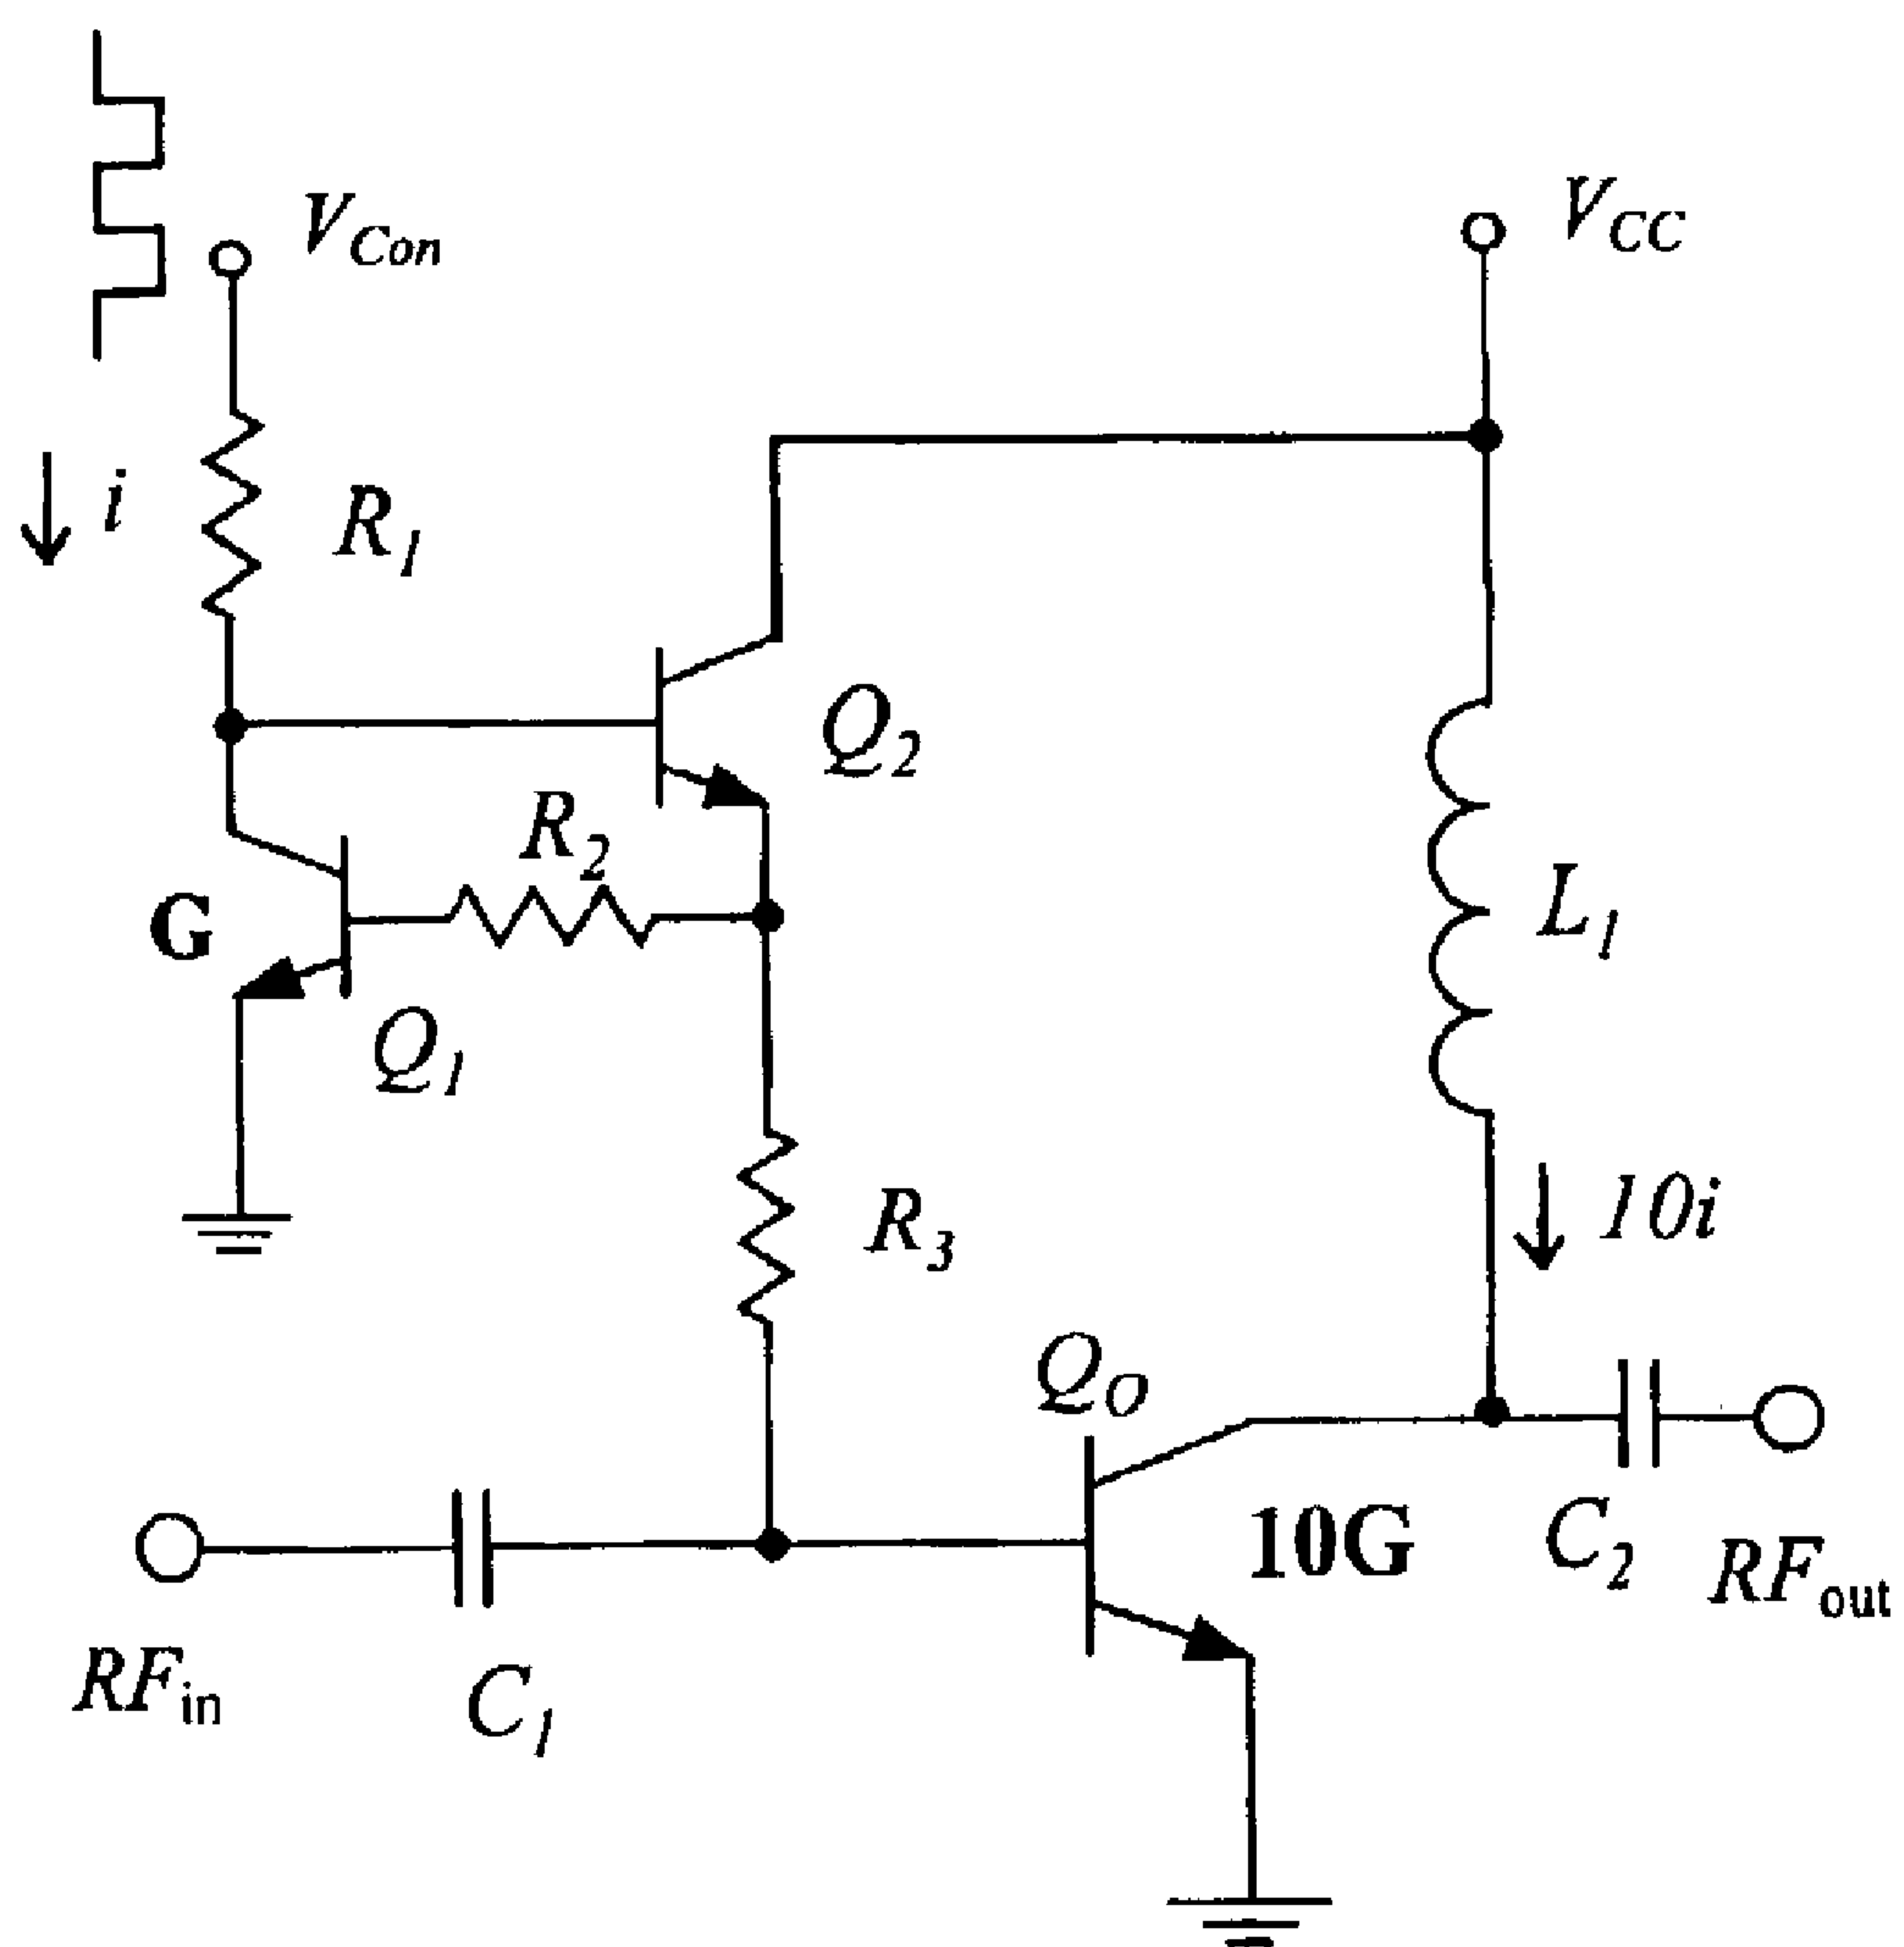 V_Con
V_CC
i
R_1
Q_2
R_2
G
L_1
Q_1
10i
R_3
Q_O
10G
C_2
RF_out
RF_in
C_1